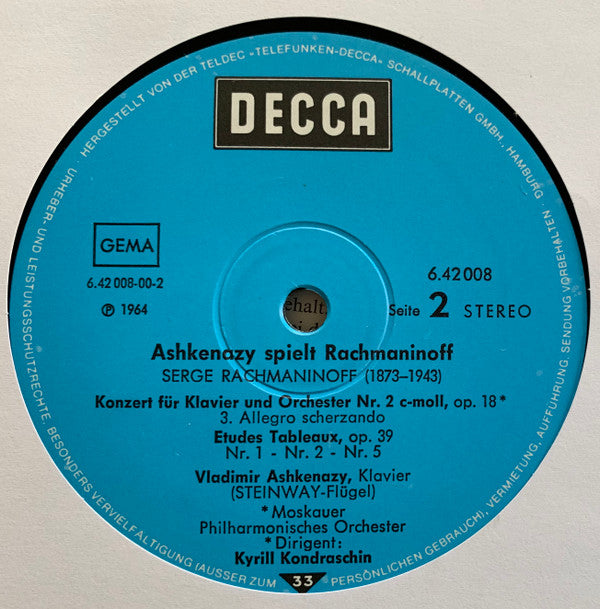 HERGESTELLT VON DER TELDEC »TELEFUNKEN-DECCA« SCHALLPLATTEN GMBH., HAMBURG · URHEBER- UND LEISTUNGSSCHUTZRECHTE, BESONDERS VERVIELFÄLTIGUNG (AUSSER ZUM PERSÖNLICHEN GEBRAUCH), VERMIETUNG, AUFFÜHRUNG, SENDUNG VORBEHALTEN ·
DECCA
GEMA
6.42 008-00-2
℗ 1964
6.42 008
Seite 2 STEREO
ehalt.
Ashkenazy spielt Rachmaninoff
SERGE RACHMANINOFF (1873–1943)
Konzert für Klavier und Orchester Nr. 2 c-moll, op. 18*
3. Allegro scherzando
Etudes Tableaux, op. 39
Nr. 1 - Nr. 2 - Nr. 5
Vladimir Ashkenazy, Klavier
(STEINWAY-Flügel)
*Moskauer
Philharmonisches Orchester
*Dirigent:
Kyrill Kondraschin
33